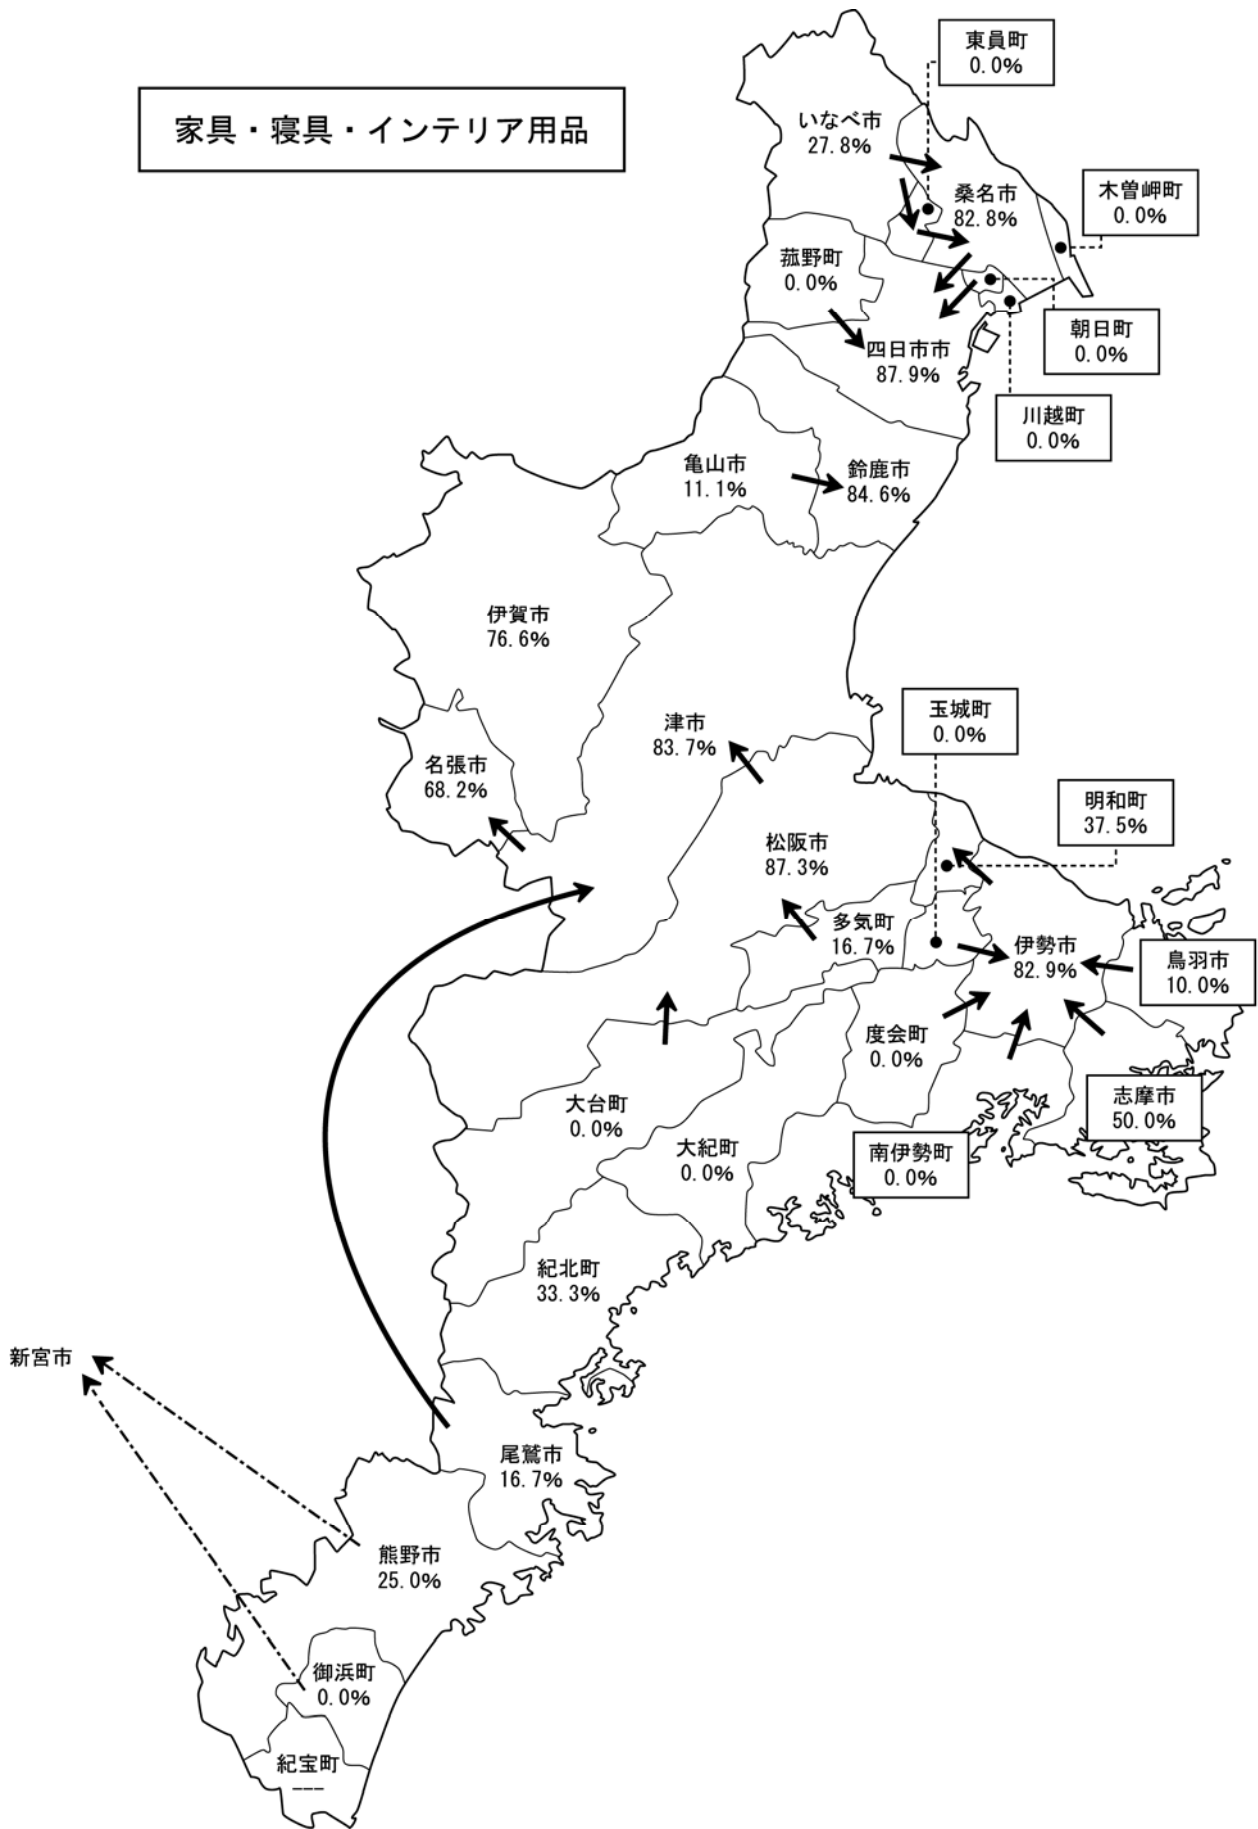 家具・寝具・インテリア用品
東員町
0.0%
いなべ市
27.8%
桑名市
82.8%
木曽岬町
0.0%
菰野町
0.0%
朝日町
0.0%
四日市市
87.9%
川越町
0.0%
亀山市
11.1%
鈴鹿市
84.6%
伊賀市
76.6%
津市
83.7%
玉城町
0.0%
名張市
68.2%
明和町
37.5%
松阪市
87.3%
多気町
16.7%
伊勢市
82.9%
鳥羽市
10.0%
度会町
0.0%
大台町
0.0%
志摩市
50.0%
大紀町
0.0%
南伊勢町
0.0%
紀北町
33.3%
新宮市
尾鷲市
16.7%
熊野市
25.0%
御浜町
0.0%
紀宝町
---